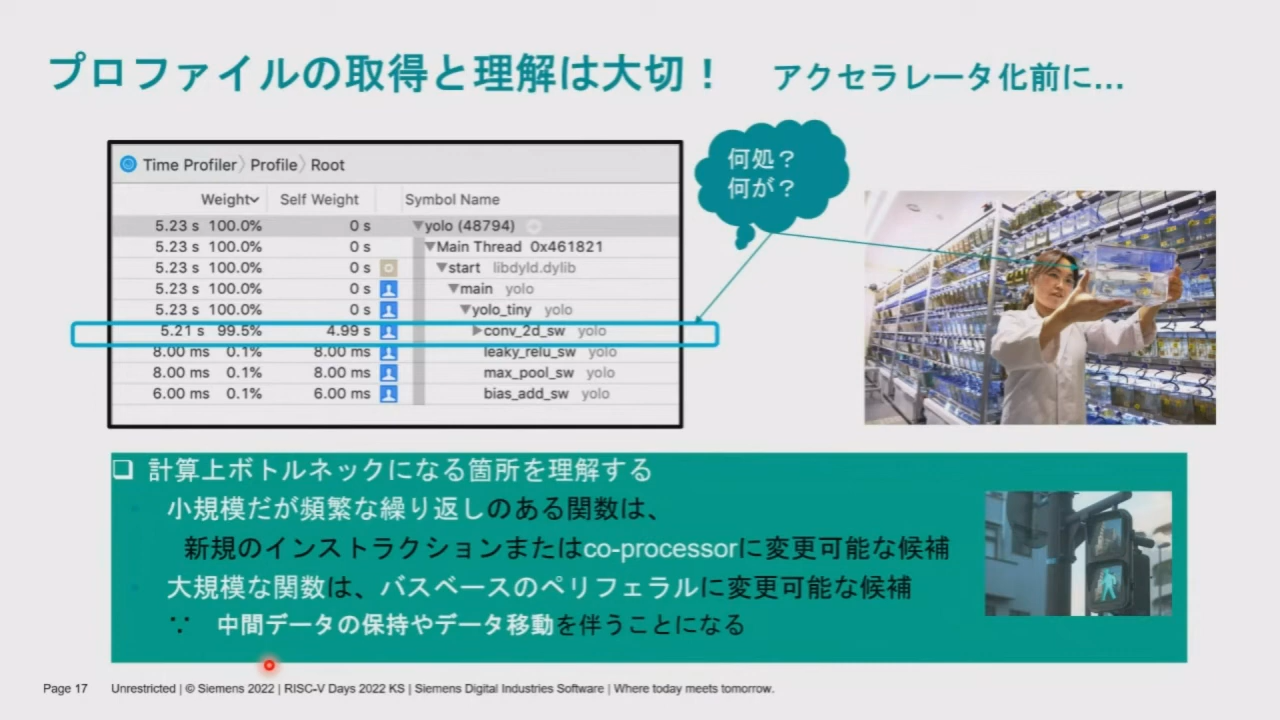 プロファイルの取得と理解は大切！ アクセラレータ化前に…
何処？
何が？
Time Profiler 〉 Profile 〉 Root
Weight Self Weight Symbol Name
5.23 s 100.0% 0 s yolo (48794)
5.23 s 100.0% 0 s Main Thread 0x461821
5.23 s 100.0% 0 s start libdyld.dylib
5.23 s 100.0% 0 s main yolo
5.23 s 100.0% 0 s yolo_tiny yolo
5.21 s 99.5% 4.99 s conv_2d_sw yolo
8.00 ms 0.1% 8.00 ms leaky_relu_sw yolo
8.00 ms 0.1% 8.00 ms max_pool_sw yolo
6.00 ms 0.1% 6.00 ms bias_add_sw yolo
❑ 計算上ボトルネックになる箇所を理解する
小規模だが頻繁な繰り返しのある関数は、
新規のインストラクションまたはco-processorに変更可能な候補
大規模な関数は、バスベースのペリフェラルに変更可能な候補
∵ 中間データの保持やデータ移動を伴うことになる
Page 17 Unrestricted | © Siemens 2022 | RISC-V Days 2022 KS | Siemens Digital Industries Software | Where today meets tomorrow.